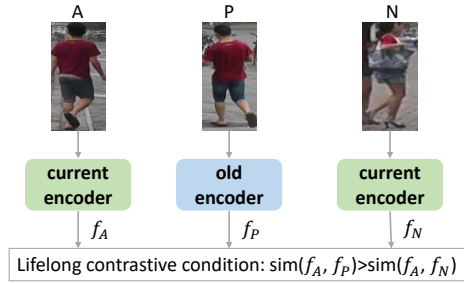 A P N
current encoder old encoder current encoder
f_A f_P f_N
Lifelong contrastive condition: sim(f_A, f_P)>sim(f_A, f_N)